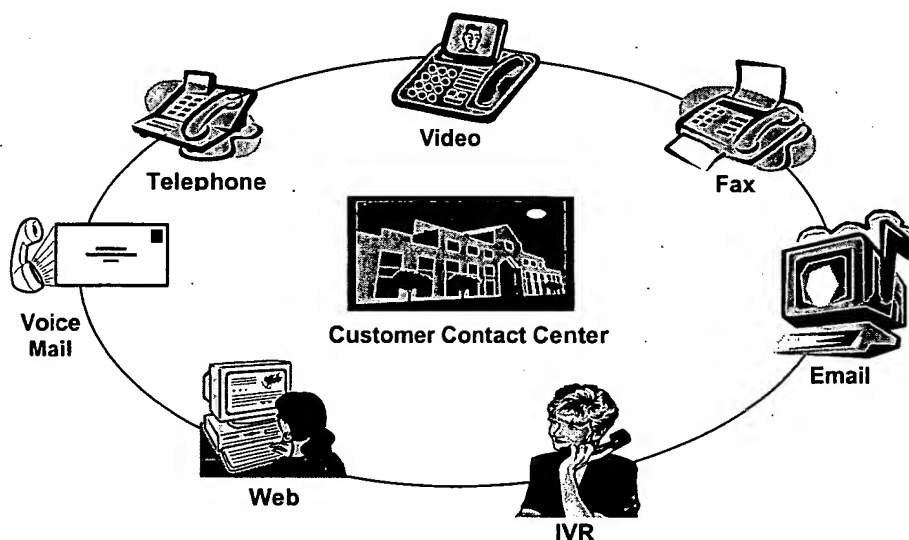 Video
Telephone
Fax
Customer Contact Center
Voice
Mail
Email
Web
IVR